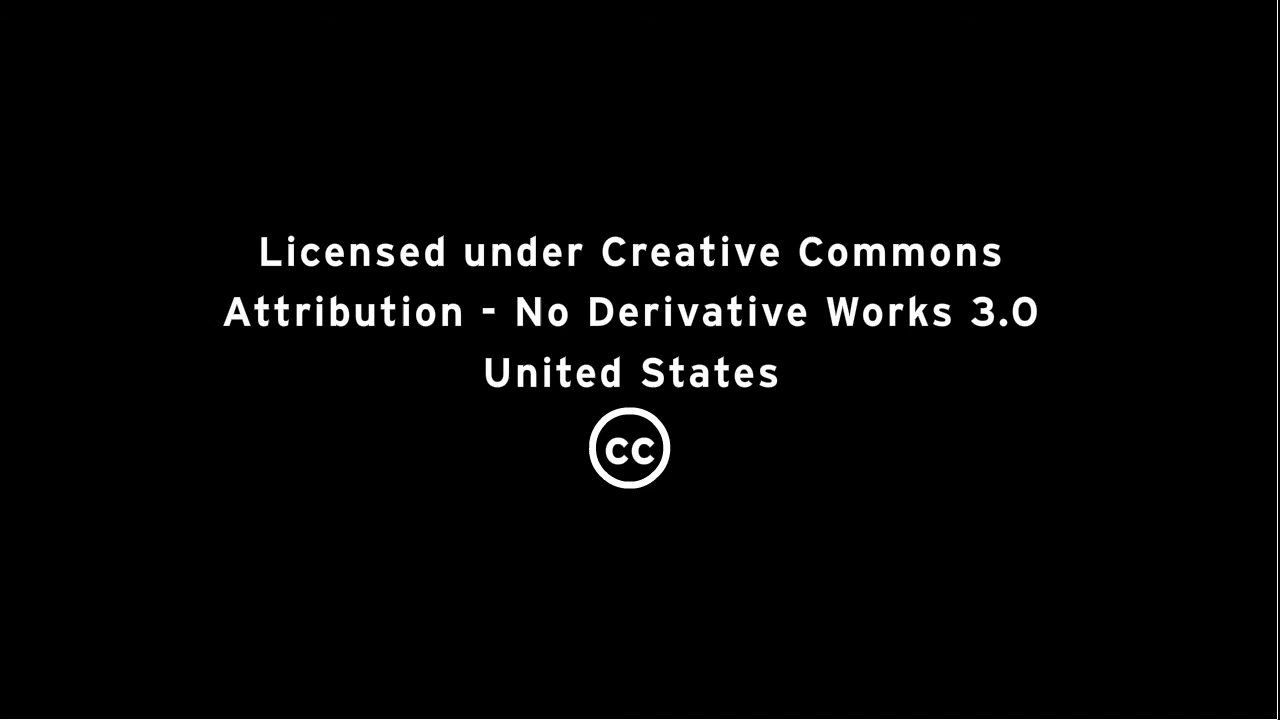 Licensed under Creative Commons
Attribution - No Derivative Works 3.0
United States
cc